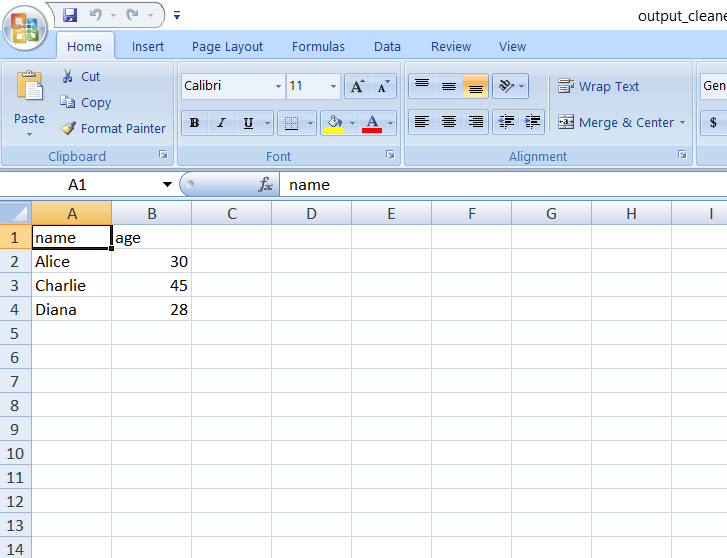 output_cleane
Home Insert Page Layout Formulas Data Review View
Paste Cut Copy Format Painter Clipboard
Calibri 11 A A B I U A Font
Wrap Text Merge & Center Alignment
Gen $
A1 fx name
A B C D E F G H I
1 name age
2 Alice 30
3 Charlie 45
4 Diana 28
5
6
7
8
9
10
11
12
13
14